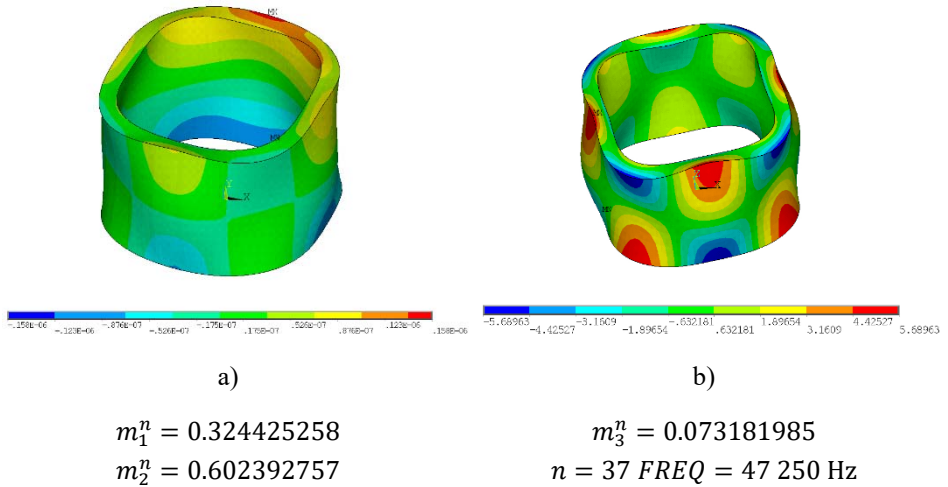 MX
MN
Y
X
MX
Y
X
MN
-.158E-06 -.123E-06 -.876E-07 -.526E-07 -.175E-07 .175E-07 .526E-07 .876E-07 .123E-06 .158E-06
-5.68963 -4.42527 -3.1609 -1.89654 -.632181 .632181 1.89654 3.1609 4.42527 5.68963
a) b)
m₁ⁿ = 0.324425258 m₃ⁿ = 0.073181985
m₂ⁿ = 0.602392757 n = 37 FREQ = 47 250 Hz